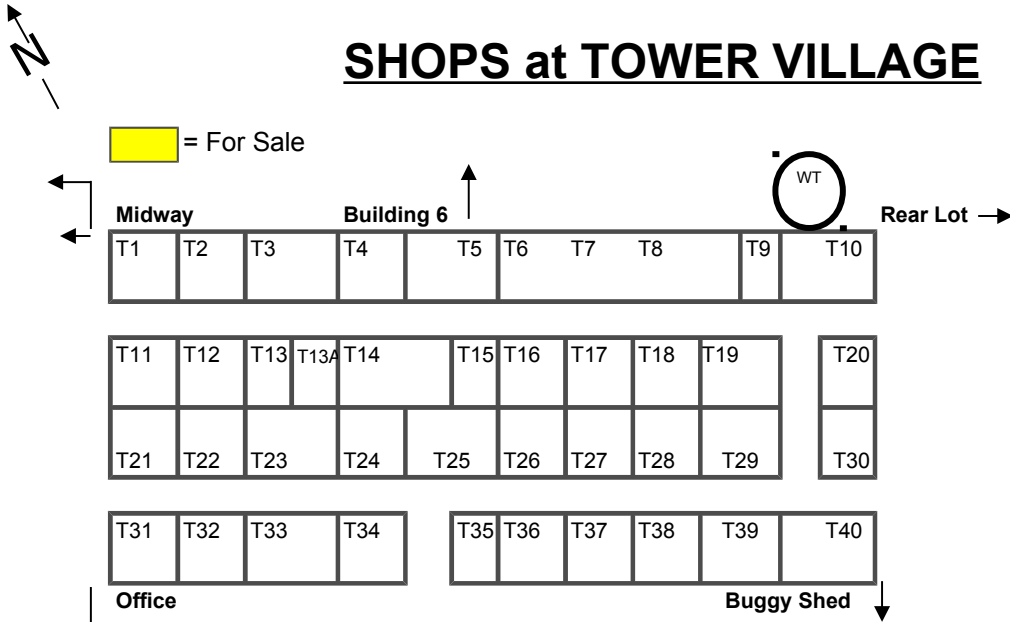 N
SHOPS at TOWER VILLAGE
= For Sale
WT
Midway Building 6 Rear Lot
T1 T2 T3 T4 T5 T6 T7 T8 T9 T10
T11 T12 T13 T13A T14 T15 T16 T17 T18 T19 T20
T21 T22 T23 T24 T25 T26 T27 T28 T29 T30
T31 T32 T33 T34 T35 T36 T37 T38 T39 T40
Office Buggy Shed